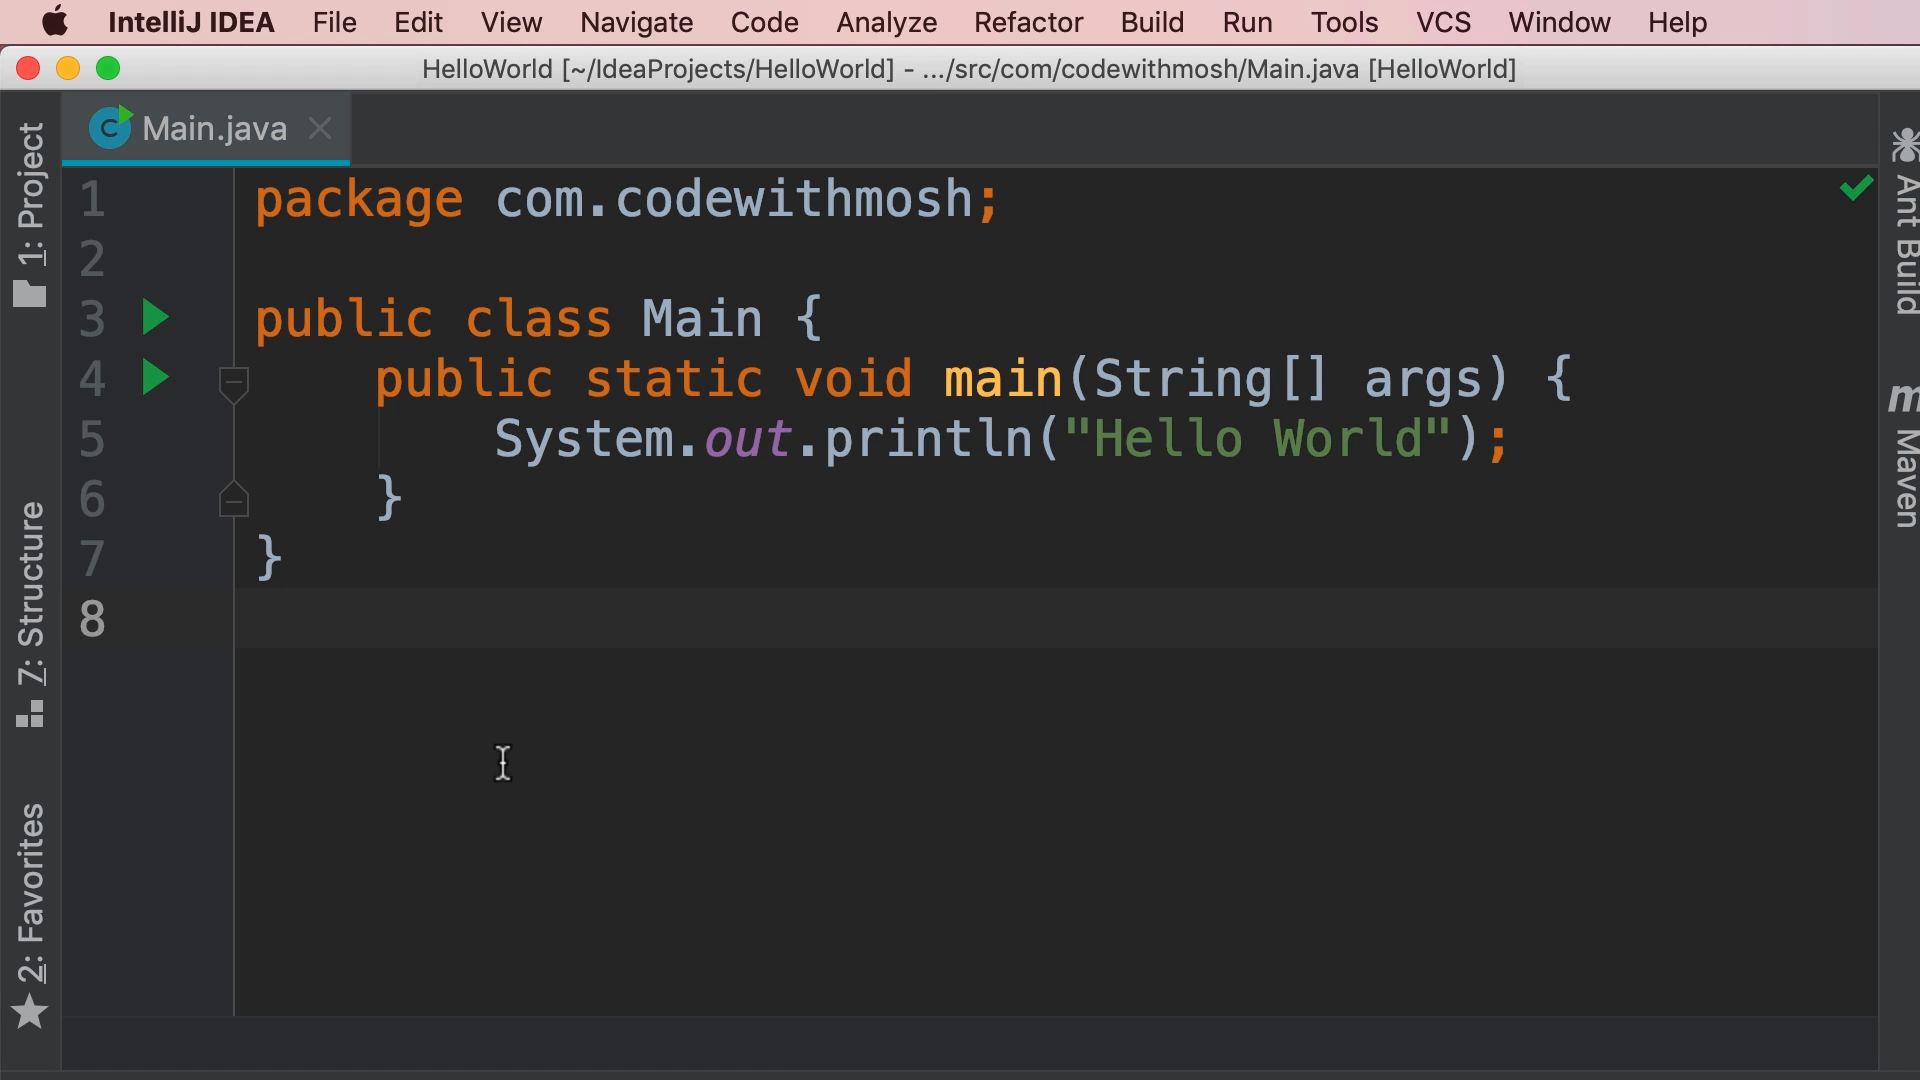 IntelliJ IDEA File Edit View Navigate Code Analyze Refactor Build Run Tools VCS Window Help
HelloWorld [~/IdeaProjects/HelloWorld] - .../src/com/codewithmosh/Main.java [HelloWorld]
Main.java
1: Project
7: Structure
2: Favorites
1 package com.codewithmosh;
2
3 public class Main {
4     public static void main(String[] args) {
5         System.out.println("Hello World");
6     }
7 }
8
Ant Build
m Maven